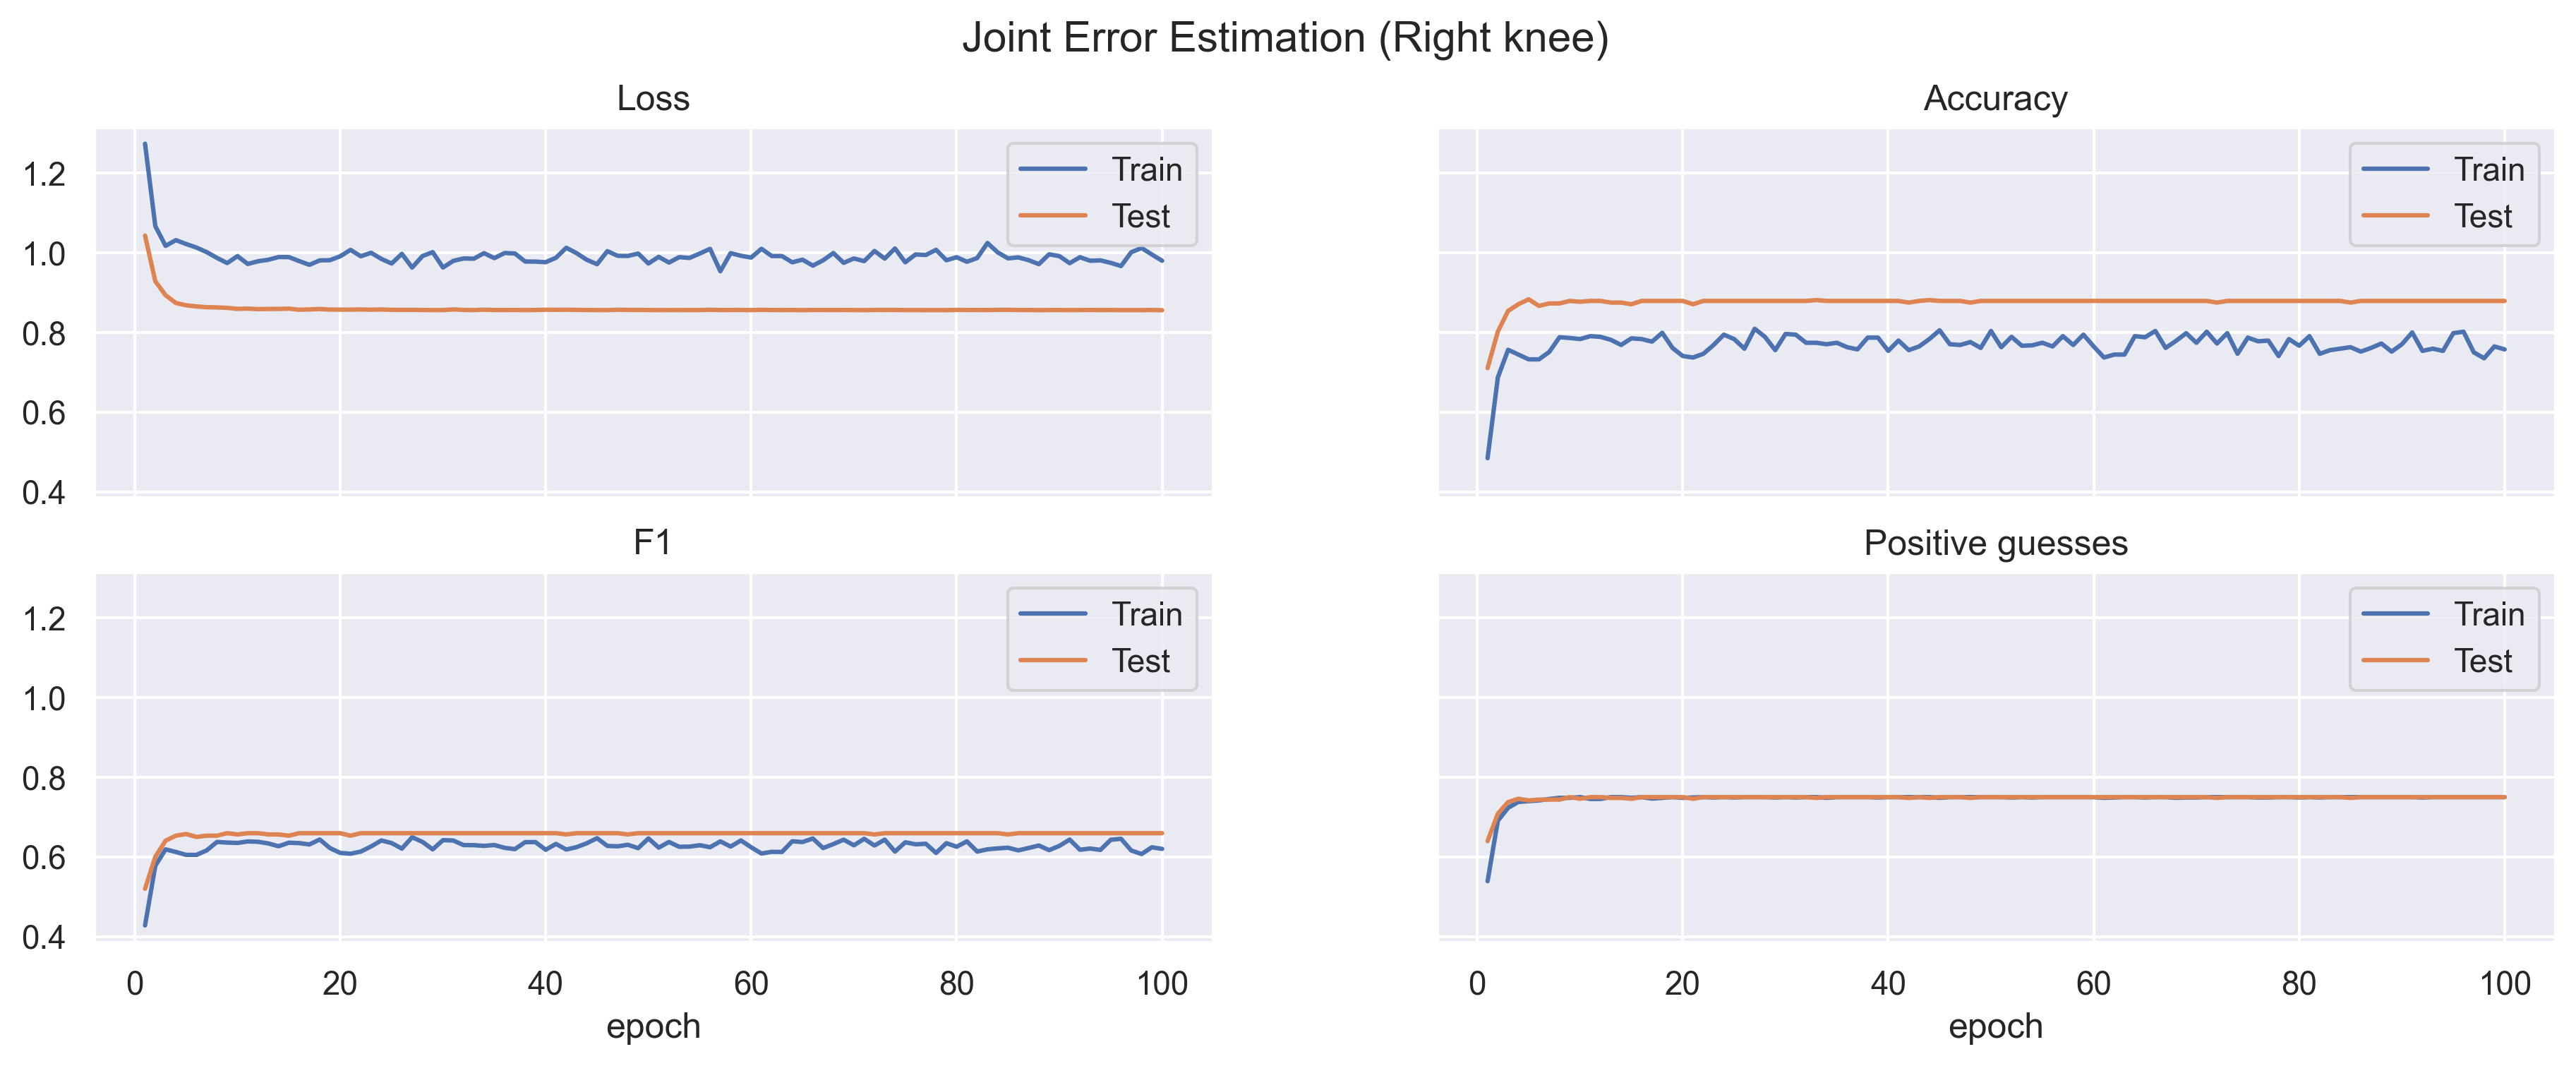 Joint Error Estimation (Right knee)
Loss
Accuracy
1.2
1.0
0.8
0.6
0.4
Train
Test
Train
Test
F1
Positive guesses
1.2
1.0
0.8
0.6
0.4
Train
Test
Train
Test
0 20 40 60 80 100
0 20 40 60 80 100
epoch
epoch